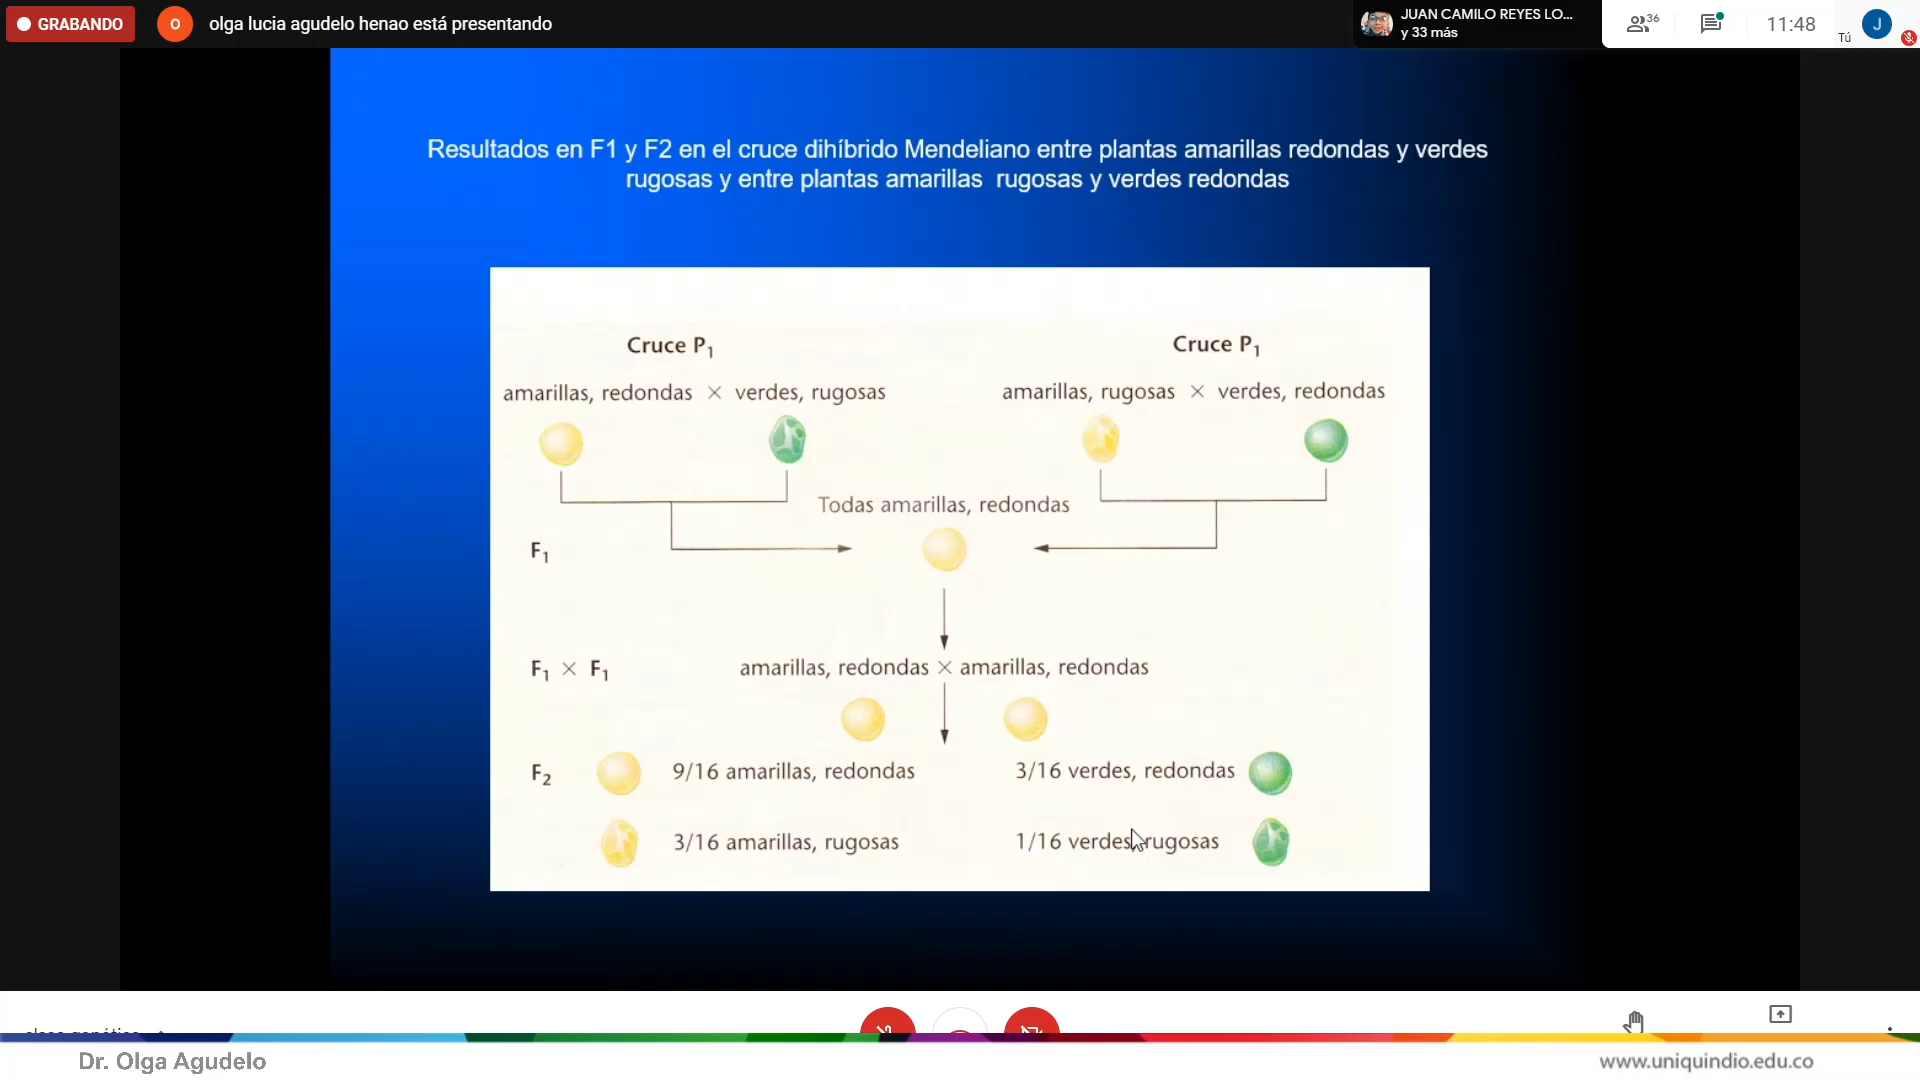 GRABANDO
O
olga lucia agudelo henao está presentando
JUAN CAMILO REYES LO...
y 33 más
36
11:48
Tú
J
Resultados en F1 y F2 en el cruce dihíbrido Mendeliano entre plantas amarillas redondas y verdes
rugosas y entre plantas amarillas rugosas y verdes redondas
Cruce P1
Cruce P1
amarillas, redondas × verdes, rugosas
amarillas, rugosas × verdes, redondas
Todas amarillas, redondas
F1
F1 × F1
amarillas, redondas × amarillas, redondas
F2
9/16 amarillas, redondas
3/16 verdes, redondas
3/16 amarillas, rugosas
1/16 verdes, rugosas
Dr. Olga Agudelo
www.uniquindio.edu.co